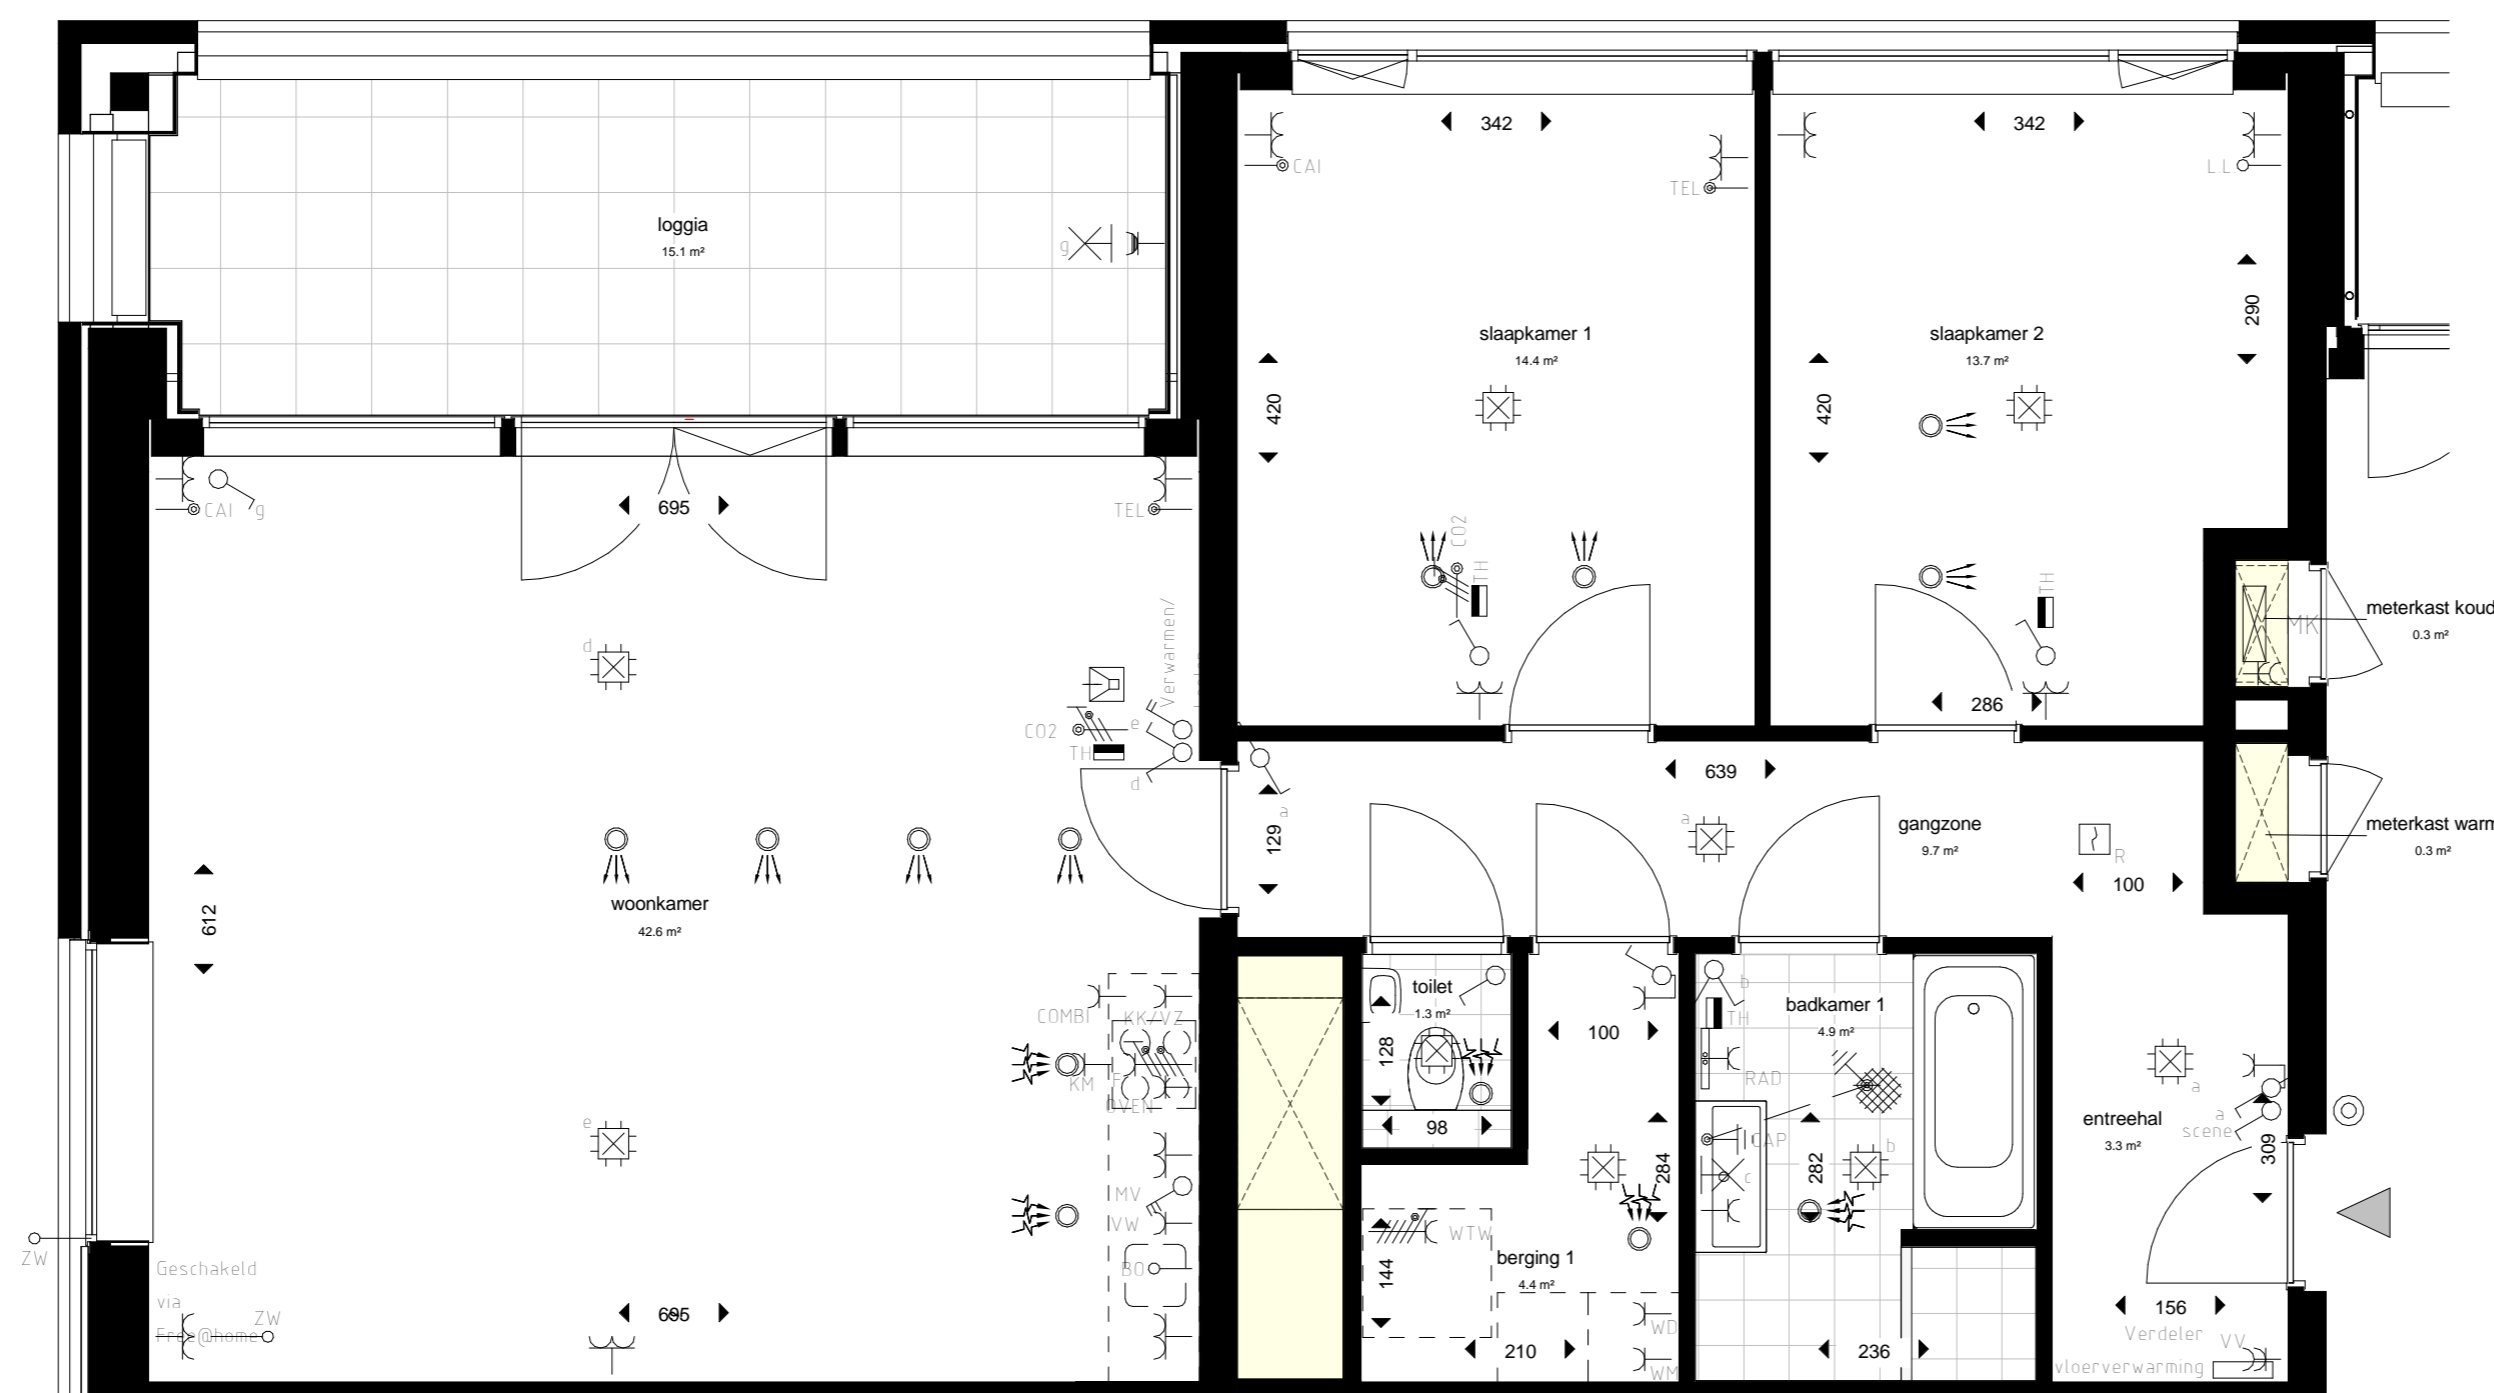 loggia
15.1 m²
g
CAI
342
TEL
342
L.L.
slaapkamer 1
14.4 m²
420
slaapkamer 2
13.7 m²
420
290
CAI
g
695
TEL
d
Verwarmen/
CO2
e
TH
d
CO2
TH
TH
286
MK
meterkast koud
0.3 m²
639
a
129
a
gangzone
9.7 m²
R
100
meterkast warm
0.3 m²
612
woonkamer
42.6 m²
COMBI
KK/VZ
KM
OVEN
e
MV
VW
BO
ZW
Geschakeld
via
Free@home
ZW
695
toilet
1.3 m²
128
98
100
284
WTW
berging 1
4.4 m²
144
210
WD
WM
b
TH
badkamer 1
4.9 m²
RAD
CAP
c
282
b
236
a
a
scene
entreehal
3.3 m²
309
156
Verdeler
VV
vloerverwarming